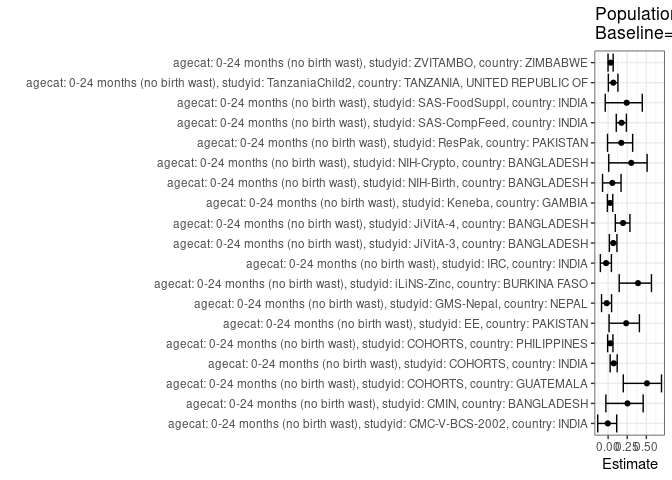 Population
Baseline=
agecat: 0-24 months (no birth wast), studyid: ZVITAMBO, country: ZIMBABWE
agecat: 0-24 months (no birth wast), studyid: TanzaniaChild2, country: TANZANIA, UNITED REPUBLIC OF
agecat: 0-24 months (no birth wast), studyid: SAS-FoodSuppl, country: INDIA
agecat: 0-24 months (no birth wast), studyid: SAS-CompFeed, country: INDIA
agecat: 0-24 months (no birth wast), studyid: ResPak, country: PAKISTAN
agecat: 0-24 months (no birth wast), studyid: NIH-Crypto, country: BANGLADESH
agecat: 0-24 months (no birth wast), studyid: NIH-Birth, country: BANGLADESH
agecat: 0-24 months (no birth wast), studyid: Keneba, country: GAMBIA
agecat: 0-24 months (no birth wast), studyid: JiVitA-4, country: BANGLADESH
agecat: 0-24 months (no birth wast), studyid: JiVitA-3, country: BANGLADESH
agecat: 0-24 months (no birth wast), studyid: IRC, country: INDIA
agecat: 0-24 months (no birth wast), studyid: iLiNS-Zinc, country: BURKINA FASO
agecat: 0-24 months (no birth wast), studyid: GMS-Nepal, country: NEPAL
agecat: 0-24 months (no birth wast), studyid: EE, country: PAKISTAN
agecat: 0-24 months (no birth wast), studyid: COHORTS, country: PHILIPPINES
agecat: 0-24 months (no birth wast), studyid: COHORTS, country: INDIA
agecat: 0-24 months (no birth wast), studyid: COHORTS, country: GUATEMALA
agecat: 0-24 months (no birth wast), studyid: CMIN, country: BANGLADESH
agecat: 0-24 months (no birth wast), studyid: CMC-V-BCS-2002, country: INDIA
0.00 0.25 0.50
Estimate